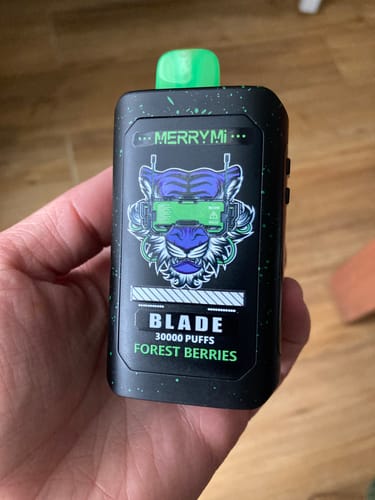 MERRYMi
BLADE
30000 PUFFS
FOREST BERRIES